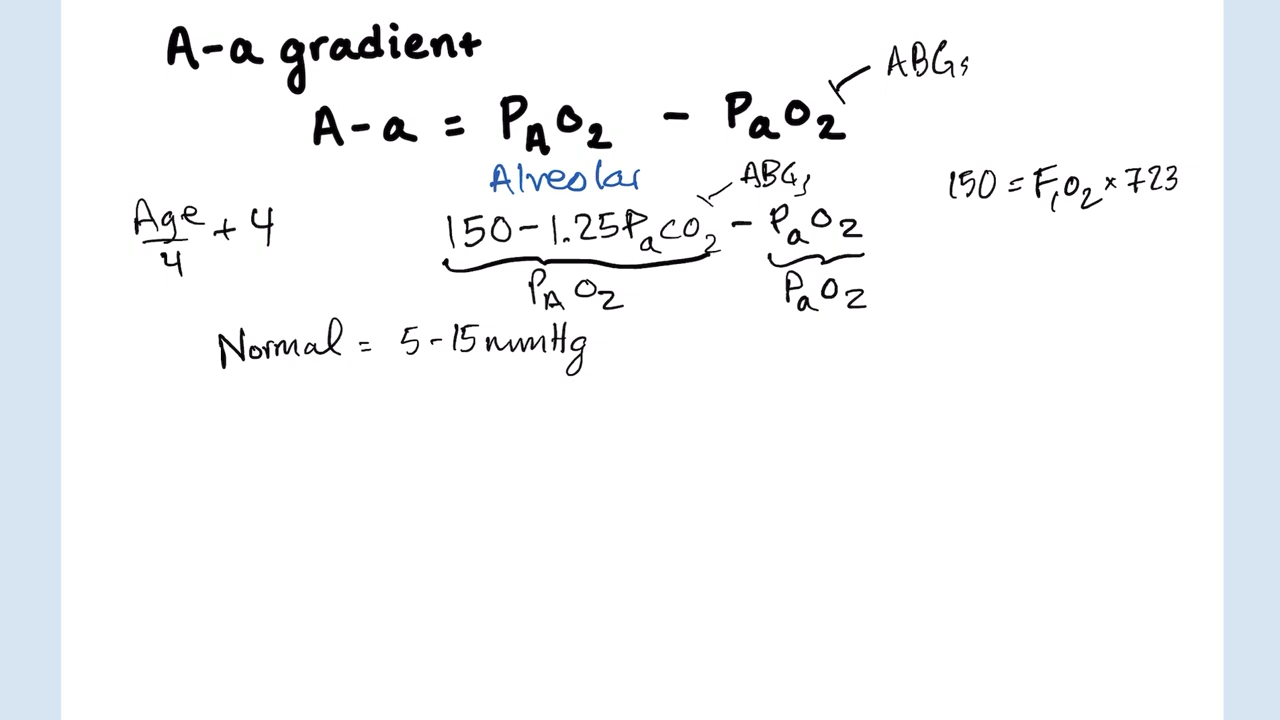 A-a gradient
ABGs
A-a = PAO2 - PaO2
Alveolar
ABGs
150 = FIO2 × 723
Age/4 + 4
150 - 1.25PaCO2 - PaO2
PAO2
PaO2
Normal = 5-15mmHg